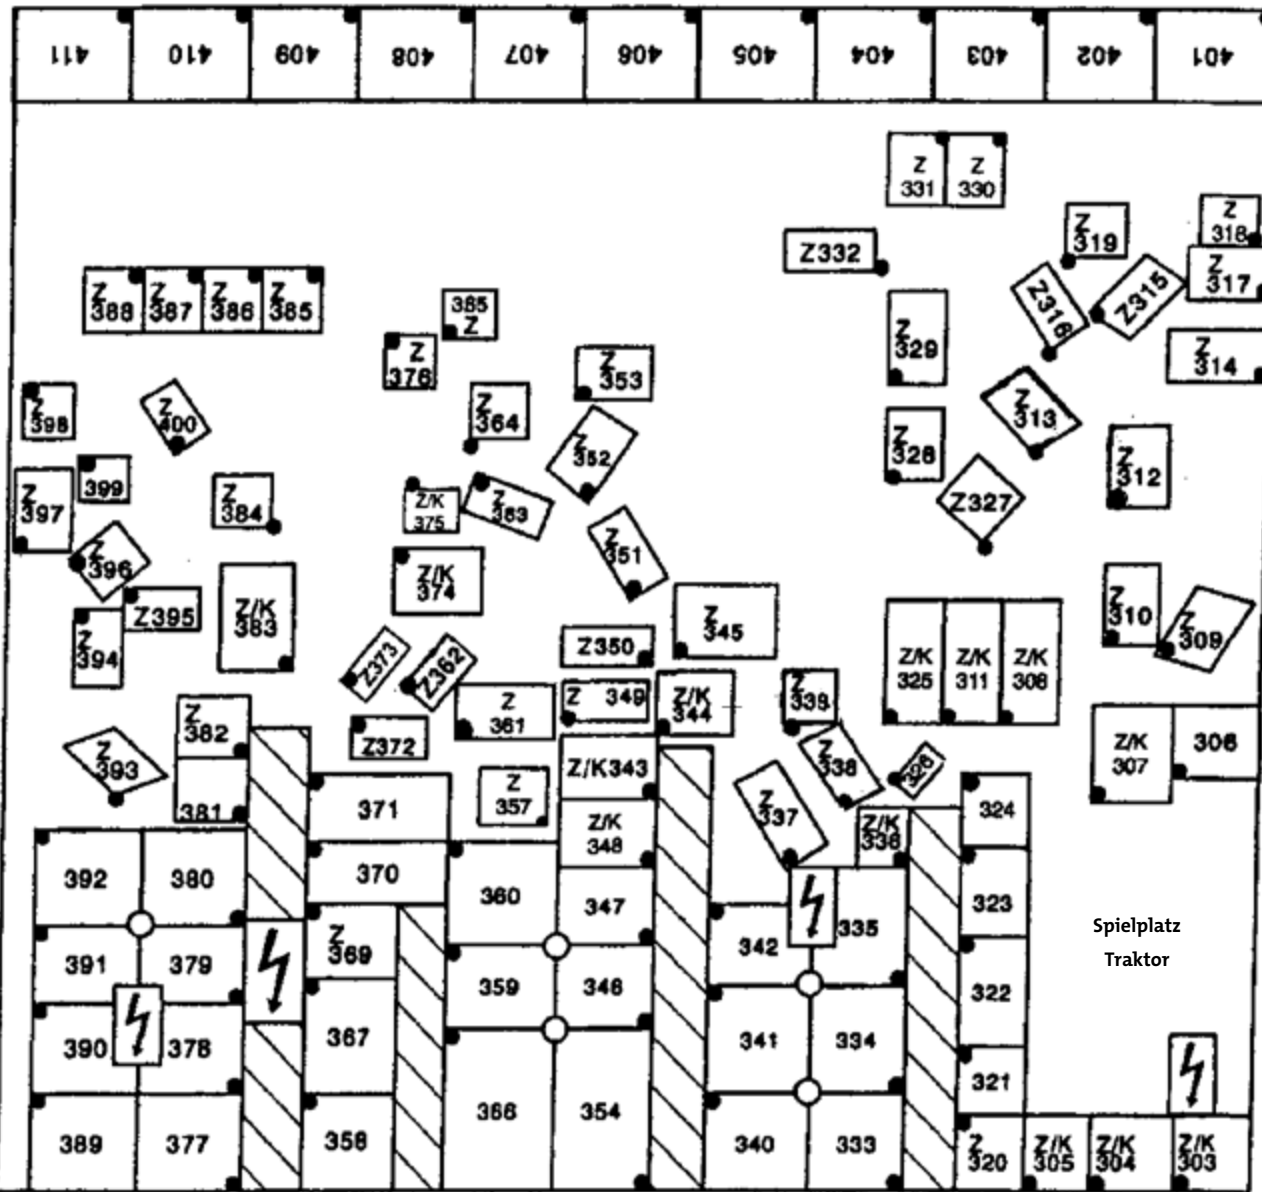 411 410 409 408 407 406 405 404 403 402 401
Z 331
Z 330
Z 319
Z 318
Z332
Z 317
Z316
Z315
Z 388
Z 387
Z 386
Z 385
385 Z
Z 329
Z 376
Z 353
Z 314
Z 398
Z 400
Z 364
Z 352
Z 313
Z 328
Z 312
399
Z 397
Z 384
Z/K 375
Z 363
Z327
Z 396
Z/K 374
Z 351
Z395
Z/K 383
Z 394
Z 345
Z 310
Z 309
Z350
Z373
Z362
Z/K 325
Z/K 311
Z/K 308
Z 382
Z 361
Z 349
Z/K 344
Z 339
Z372
Z 393
Z/K343
Z 338
326
Z/K 307
306
381
371
Z 357
Z 337
324
Z/K 348
Z/K 336
392
380
370
360
347
323
Z 369
342
335
Spielplatz
Traktor
391
379
359
346
322
390
378
367
341
334
321
389
377
358
366
354
340
333
Z 320
Z/K 305
Z/K 304
Z/K 303